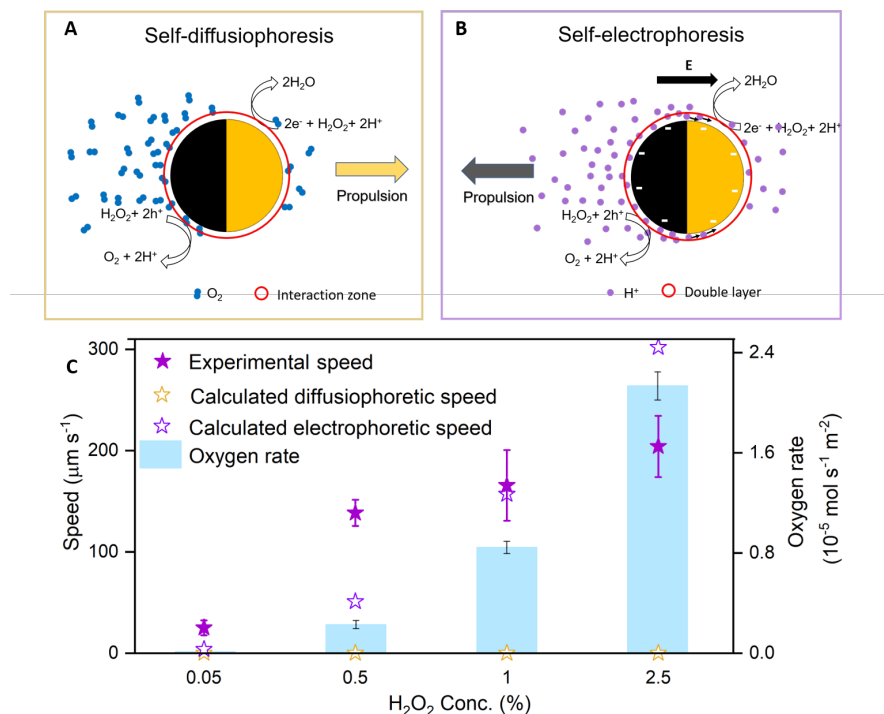 A
Self-diffusiophoresis
2H₂O
2e⁻ + H₂O₂+ 2H⁺
Propulsion
H₂O₂+ 2h⁺
O₂ + 2H⁺
O₂
Interaction zone
B
Self-electrophoresis
E
2H₂O
2e⁻ + H₂O₂+ 2H⁺
Propulsion
H₂O₂+ 2h⁺
O₂ + 2H⁺
H⁺
Double layer
C
Experimental speed
Calculated diffusiophoretic speed
Calculated electrophoretic speed
Oxygen rate
Speed (μm s⁻¹)
300
200
100
0
Oxygen rate
(10⁻⁵ mol s⁻¹ m⁻²)
2.4
1.6
0.8
0.0
0.05
0.5
1
2.5
H₂O₂ Conc. (%)